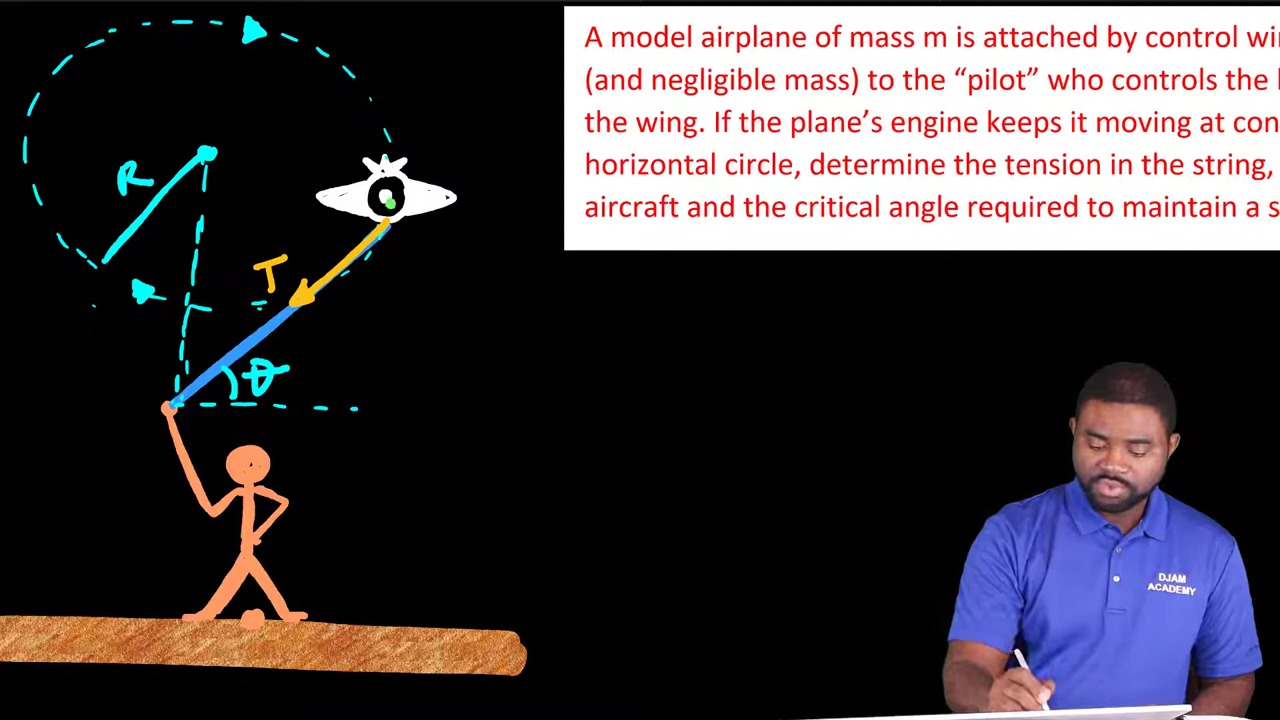 A model airplane of mass m is attached by control
(and negligible mass) to the “pilot” who controls the
the wing. If the plane’s engine keeps it moving at
horizontal circle, determine the tension in the string,
aircraft and the critical angle required to maintain a
R
T
θ
DJAM
ACADEMY